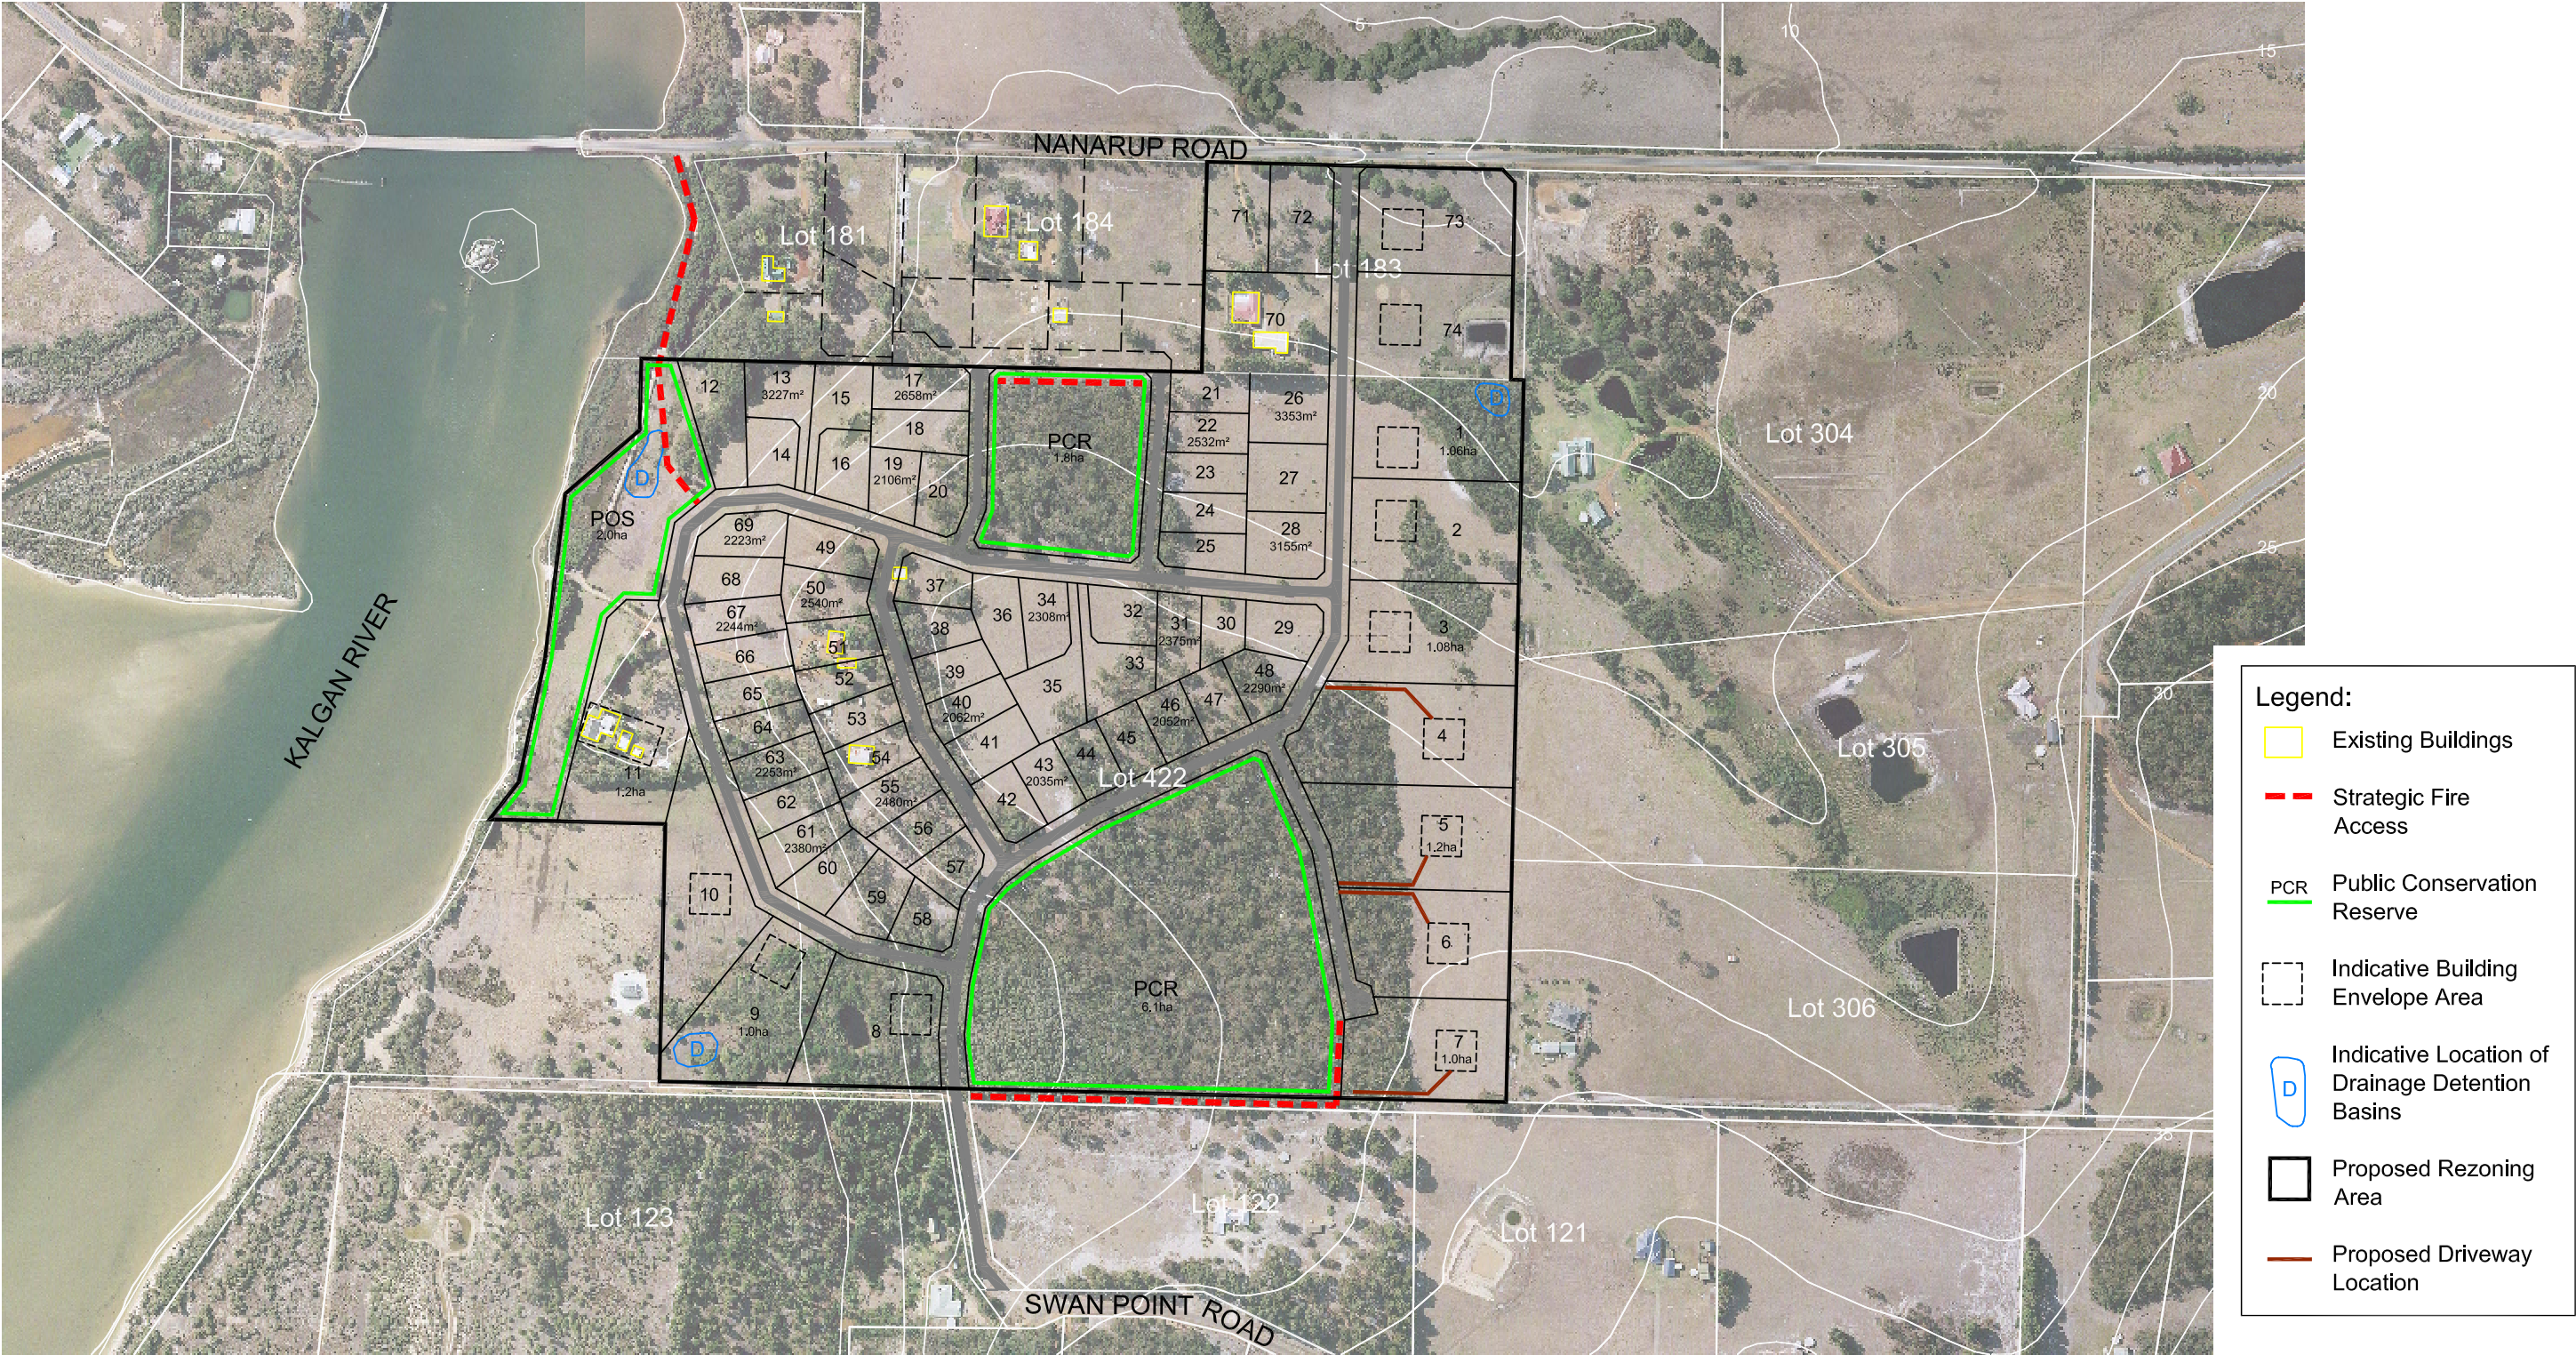 5
10
15
NANARUP ROAD
Lot 181
Lot 184
71
72
73
Lot 183
70
74
12
13
3227m²
15
17
2658m²
18
14
16
19
2106m²
20
PCR
1.8ha
21
22
2532m²
23
24
25
26
3353m²
27
28
3155m²
D
1
1.06ha
2
3
1.08ha
Lot 304
20
25
D
POS
2.0ha
69
2223m²
49
68
50
2540m²
67
2244m²
66
51
52
65
64
53
63
2253m²
54
62
55
2480m²
61
2380m²
56
60
57
59
58
37
38
36
34
2308m²
32
31
2375m²
30
29
39
33
35
40
2062m²
41
48
2290m²
47
46
2052m²
45
44
43
2035m²
42
Lot 422
4
5
1.2ha
6
7
1.0ha
30
Lot 305
Lot 306
KALGAN RIVER
11
1.2ha
10
9
1.0ha
D
8
PCR
6.1ha
35
Lot 123
Lot 122
Lot 121
SWAN POINT ROAD
Legend:
Existing Buildings
Strategic Fire
Access
PCR
Public Conservation
Reserve
Indicative Building
Envelope Area
D
Indicative Location of
Drainage Detention
Basins
Proposed Rezoning
Area
Proposed Driveway
Location